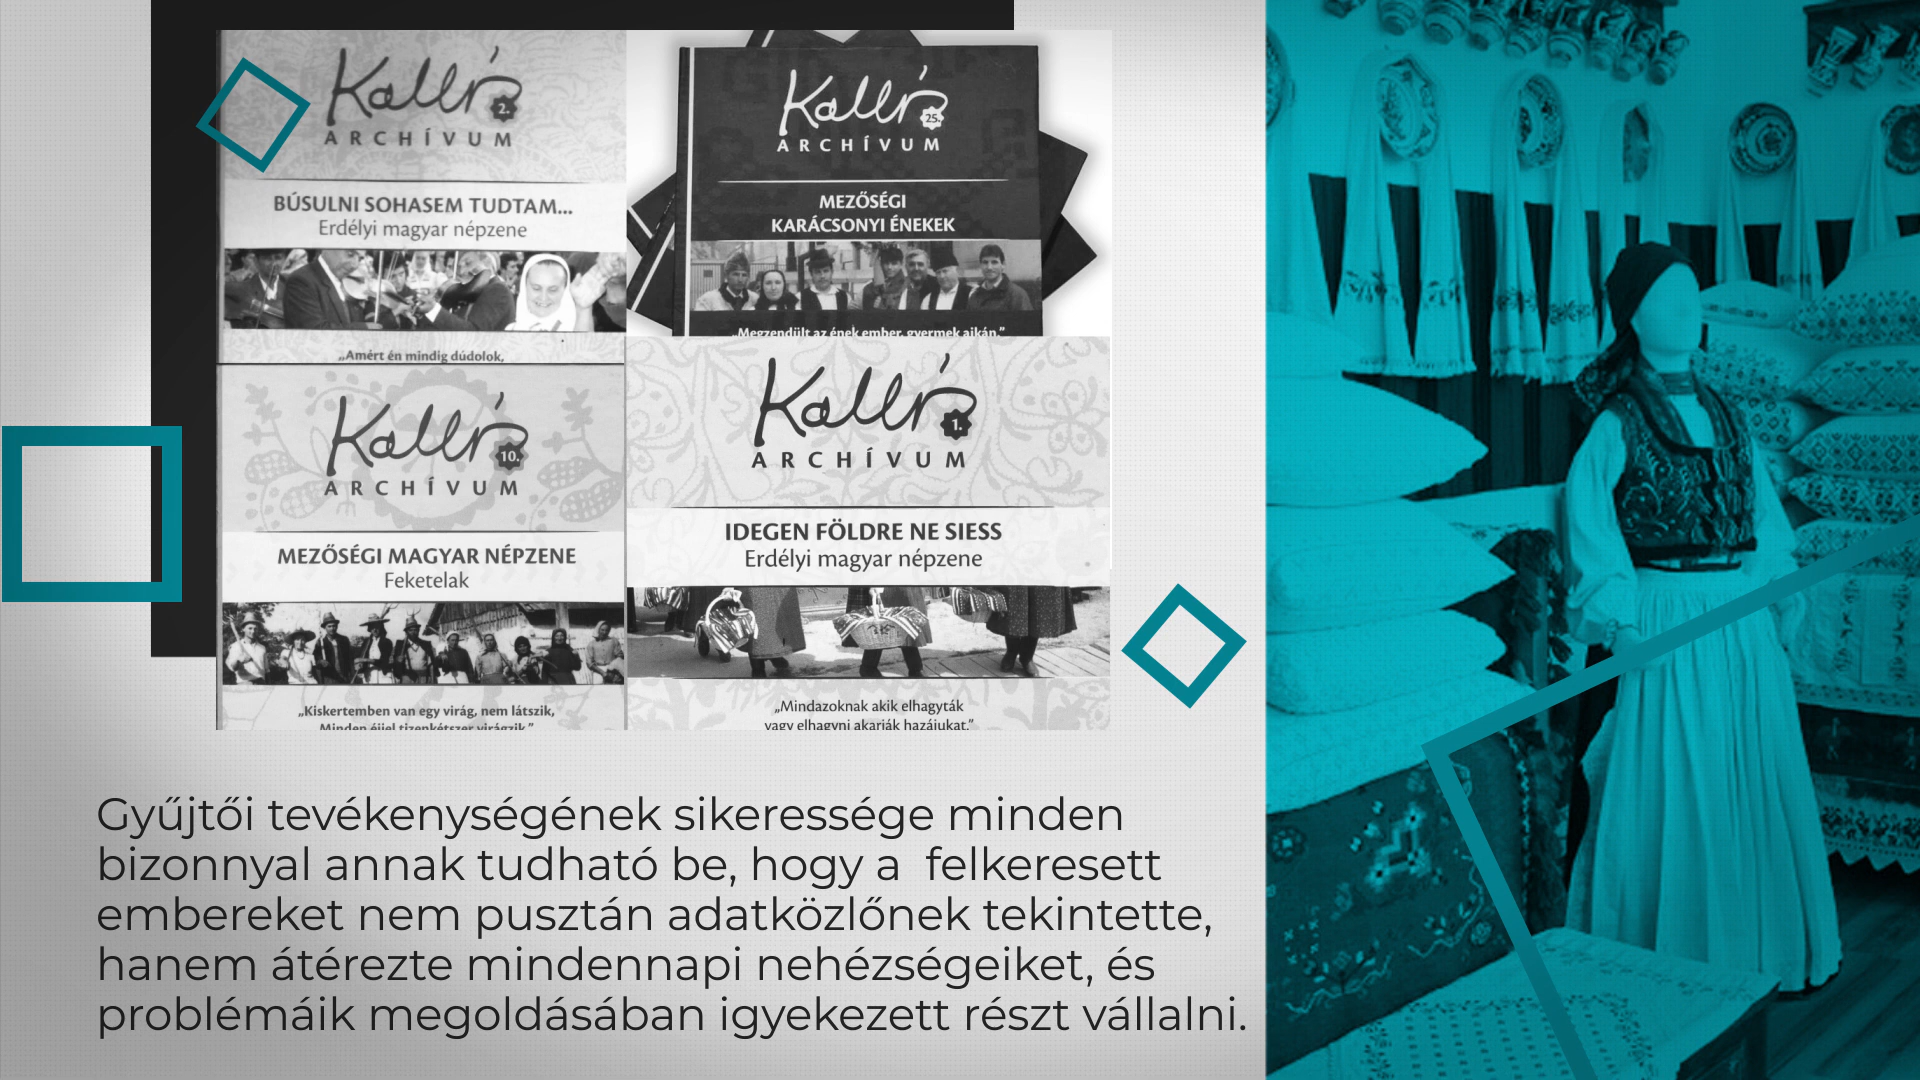 Kallós
2.
ARCHÍVUM
BÚSULNI SOHASEM TUDTAM...
Erdélyi magyar népzene
„Amért én mindig dúdolok,
Kallós
25.
ARCHÍVUM
MEZŐSÉGI
KARÁCSONYI ÉNEKEK
„Megzendült az ének ember, gyermek ajkán."
Kallós
10.
ARCHÍVUM
MEZŐSÉGI MAGYAR NÉPZENE
Feketelak
„Kiskertemben van egy virág, nem látszik,
Minden éjjel tizenkétszer virágzik."
Kallós
1.
ARCHÍVUM
IDEGEN FÖLDRE NE SIESS
Erdélyi magyar népzene
„Mindazoknak akik elhagyták
vagy elhagyni akarják hazájukat."
Gyűjtői tevékenységének sikeressége minden
bizonnyal annak tudható be, hogy a  felkeresett
embereket nem pusztán adatközlőnek tekintette,
hanem átérezte mindennapi nehézségeiket, és
problémáik megoldásában igyekezett részt vállalni.